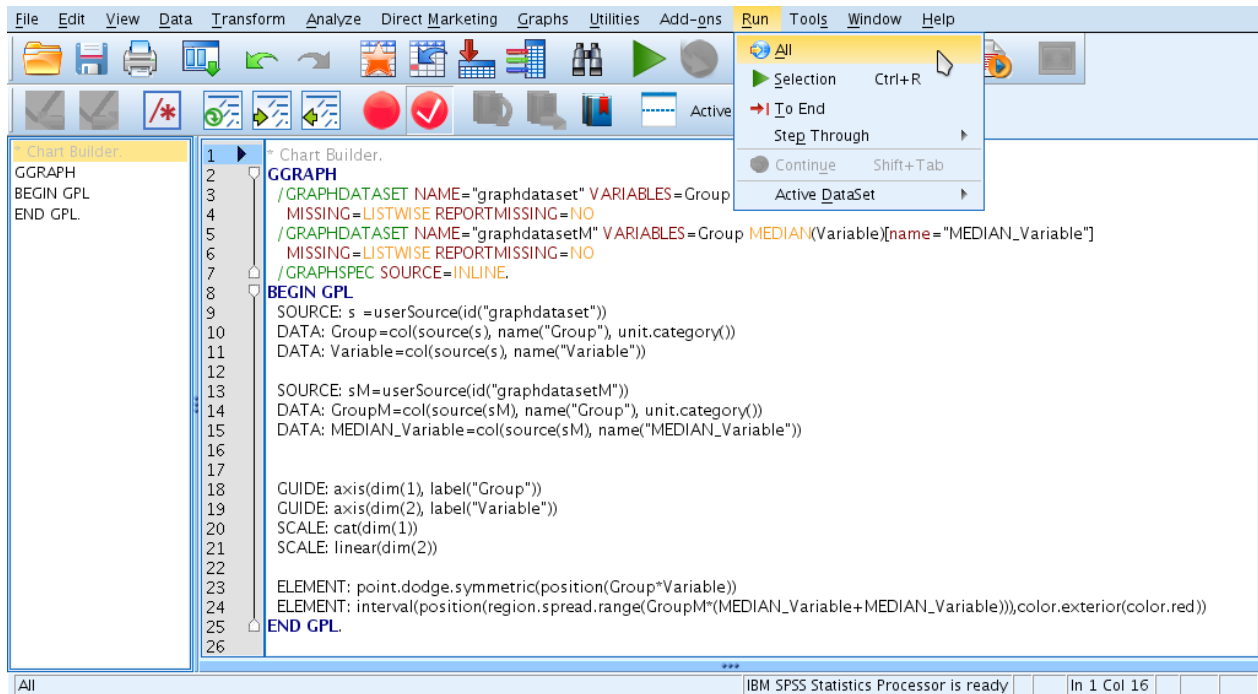 File Edit View Data Transform Analyze Direct Marketing Graphs Utilities Add-ons Run Tools Window Help
All
Selection Ctrl+R
To End
Step Through
Continue Shift+Tab
Active DataSet
/*
Active
* Chart Builder.
GGRAPH
BEGIN GPL
END GPL.
1 * Chart Builder.
2 GGRAPH
3 /GRAPHDATASET NAME="graphdataset" VARIABLES=Group
4 MISSING=LISTWISE REPORTMISSING=NO
5 /GRAPHDATASET NAME="graphdatasetM" VARIABLES=Group MEDIAN(Variable)[name="MEDIAN_Variable"]
6 MISSING=LISTWISE REPORTMISSING=NO
7 /GRAPHSPEC SOURCE=INLINE.
8 BEGIN GPL
9 SOURCE: s =userSource(id("graphdataset"))
10 DATA: Group=col(source(s), name("Group"), unit.category())
11 DATA: Variable=col(source(s), name("Variable"))
12
13 SOURCE: sM=userSource(id("graphdatasetM"))
14 DATA: GroupM=col(source(sM), name("Group"), unit.category())
15 DATA: MEDIAN_Variable=col(source(sM), name("MEDIAN_Variable"))
16
17
18 GUIDE: axis(dim(1), label("Group"))
19 GUIDE: axis(dim(2), label("Variable"))
20 SCALE: cat(dim(1))
21 SCALE: linear(dim(2))
22
23 ELEMENT: point.dodge.symmetric(position(Group*Variable))
24 ELEMENT: interval(position(region.spread.range(GroupM*(MEDIAN_Variable+MEDIAN_Variable))),color.exterior(color.red))
25 END GPL.
26
All IBM SPSS Statistics Processor is ready In 1 Col 16